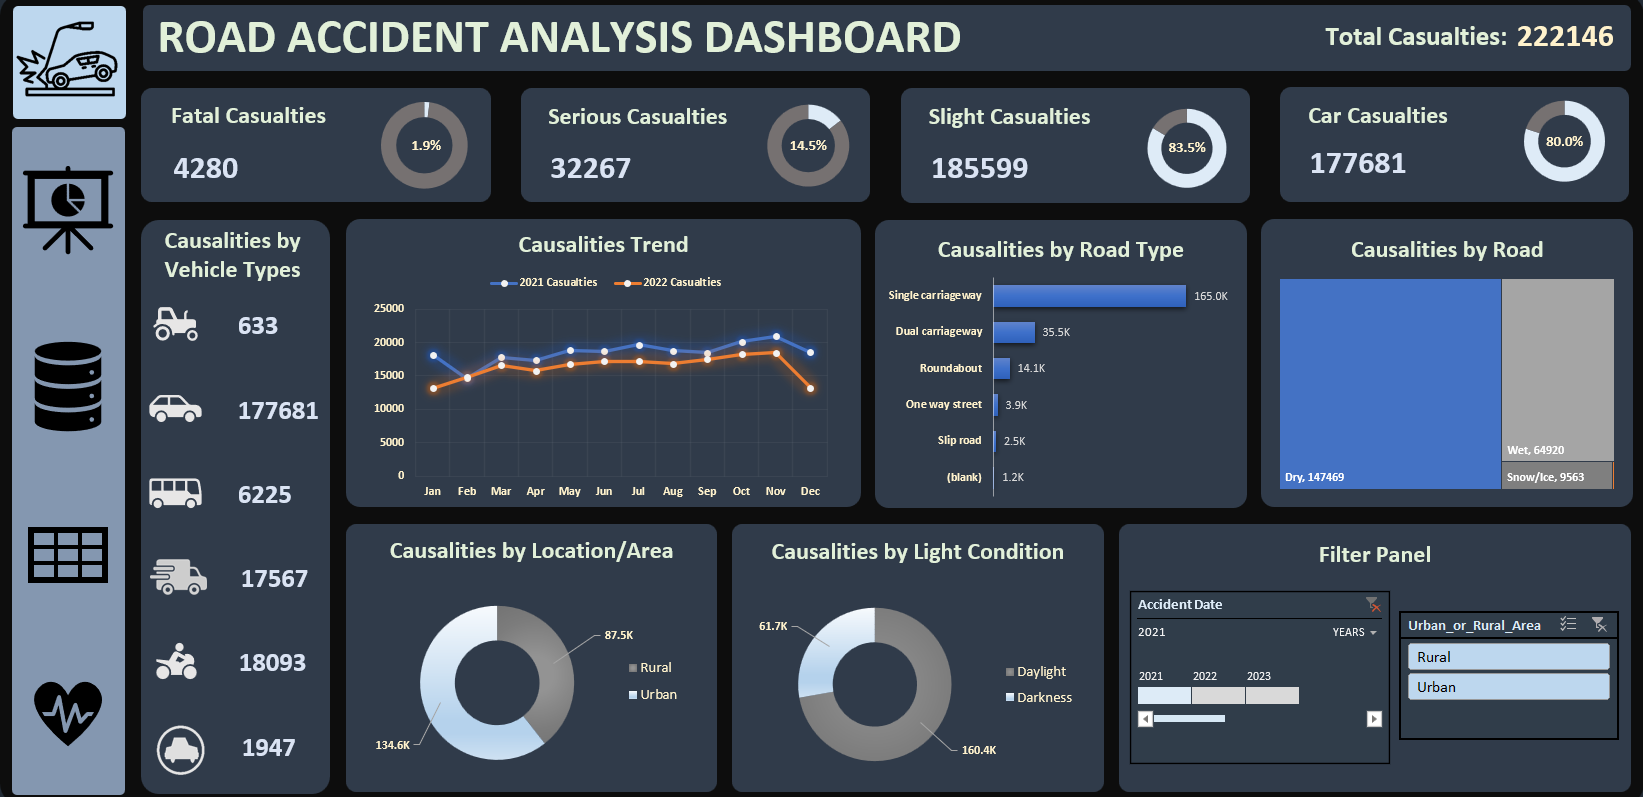 ROAD ACCIDENT ANALYSIS DASHBOARD
Total Casualties: 222146
Fatal Casualties
4280
1.9%
Serious Casualties
32267
14.5%
Slight Casualties
185599
83.5%
Car Casualties
177681
80.0%
Causalities by
Vehicle Types
633
177681
6225
17567
18093
1947
Causalities Trend
2021 Casualties
2022 Casualties
25000
20000
15000
10000
5000
0
Jan Feb Mar Apr May Jun Jul Aug Sep Oct Nov Dec
Causalities by Road Type
Single carriageway 165.0K
Dual carriageway 35.5K
Roundabout 14.1K
One way street 3.9K
Slip road 2.5K
(blank) 1.2K
Causalities by Road
Dry, 147469
Wet, 64920
Snow/Ice, 9563
Causalities by Location/Area
87.5K
Rural
Urban
134.6K
Causalities by Light Condition
61.7K
Daylight
Darkness
160.4K
Filter Panel
Accident Date
2021 YEARS
2021 2022 2023
Urban_or_Rural_Area
Rural
Urban